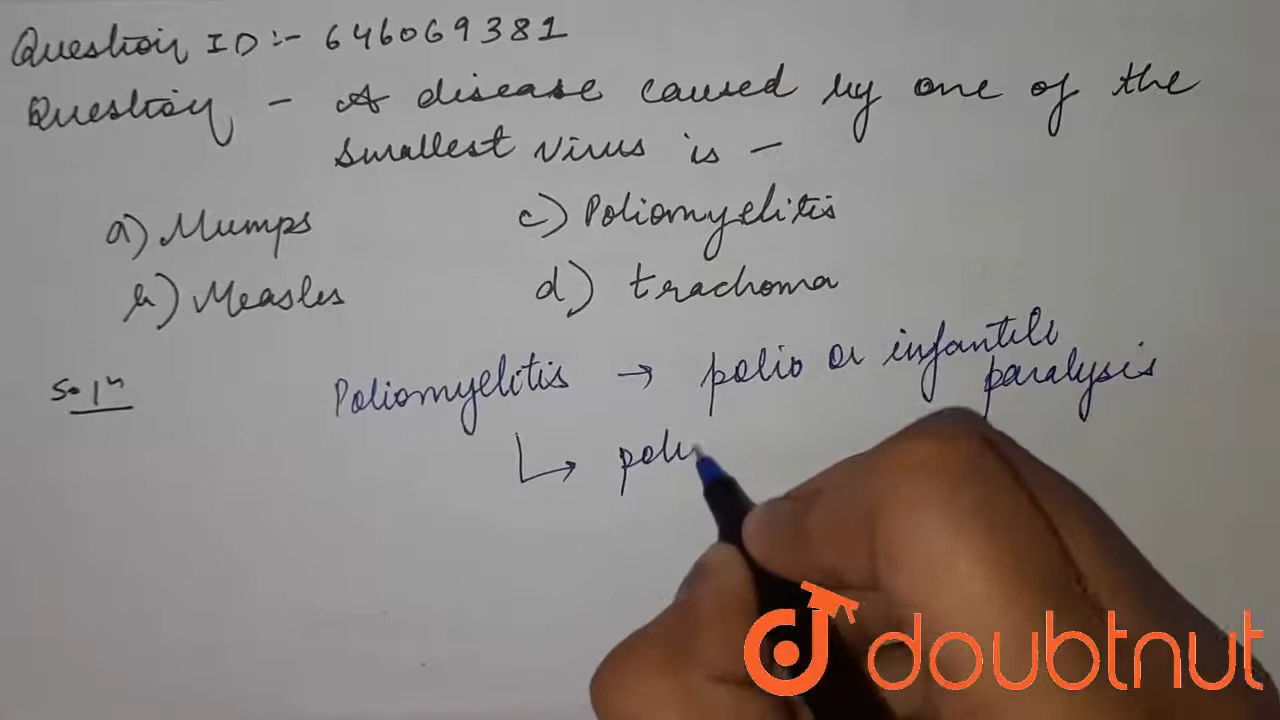 Question ID :- 646069381
Question - A disease caused by one of the
smallest virus is -
a) Mumps
c) Poliomyelitis
b) Measles
d) trachoma
Solⁿ
Poliomyelitis → polio or infantile
paralysis
↳ poli
doubtnut